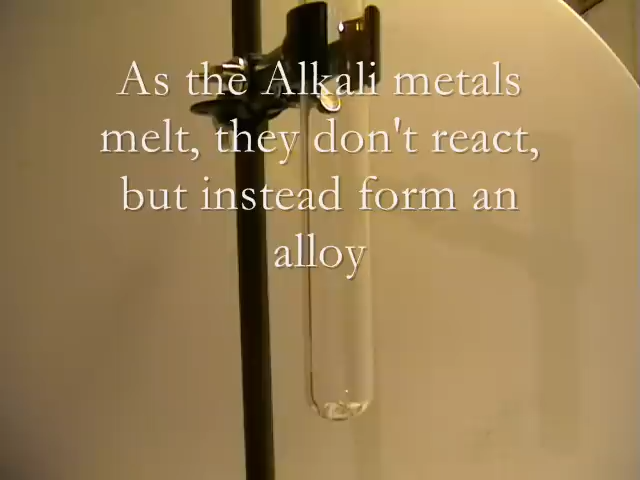 As the Alkali metals
melt, they don't react,
but instead form an
alloy